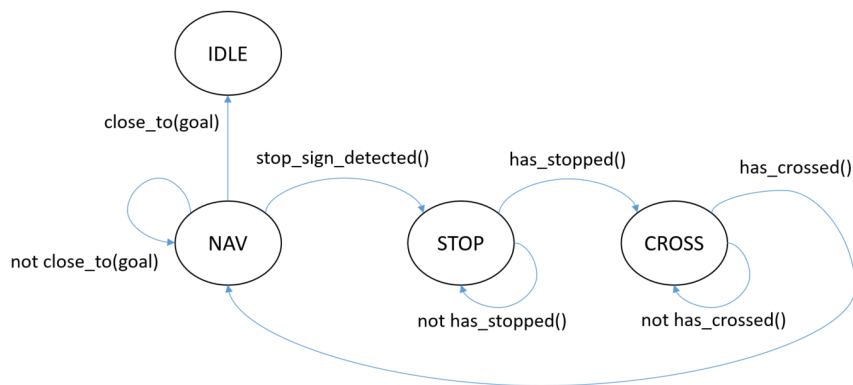 IDLE
close_to(goal)
stop_sign_detected()
has_stopped()
has_crossed()
NAV
STOP
CROSS
not close_to(goal)
not has_stopped()
not has_crossed()